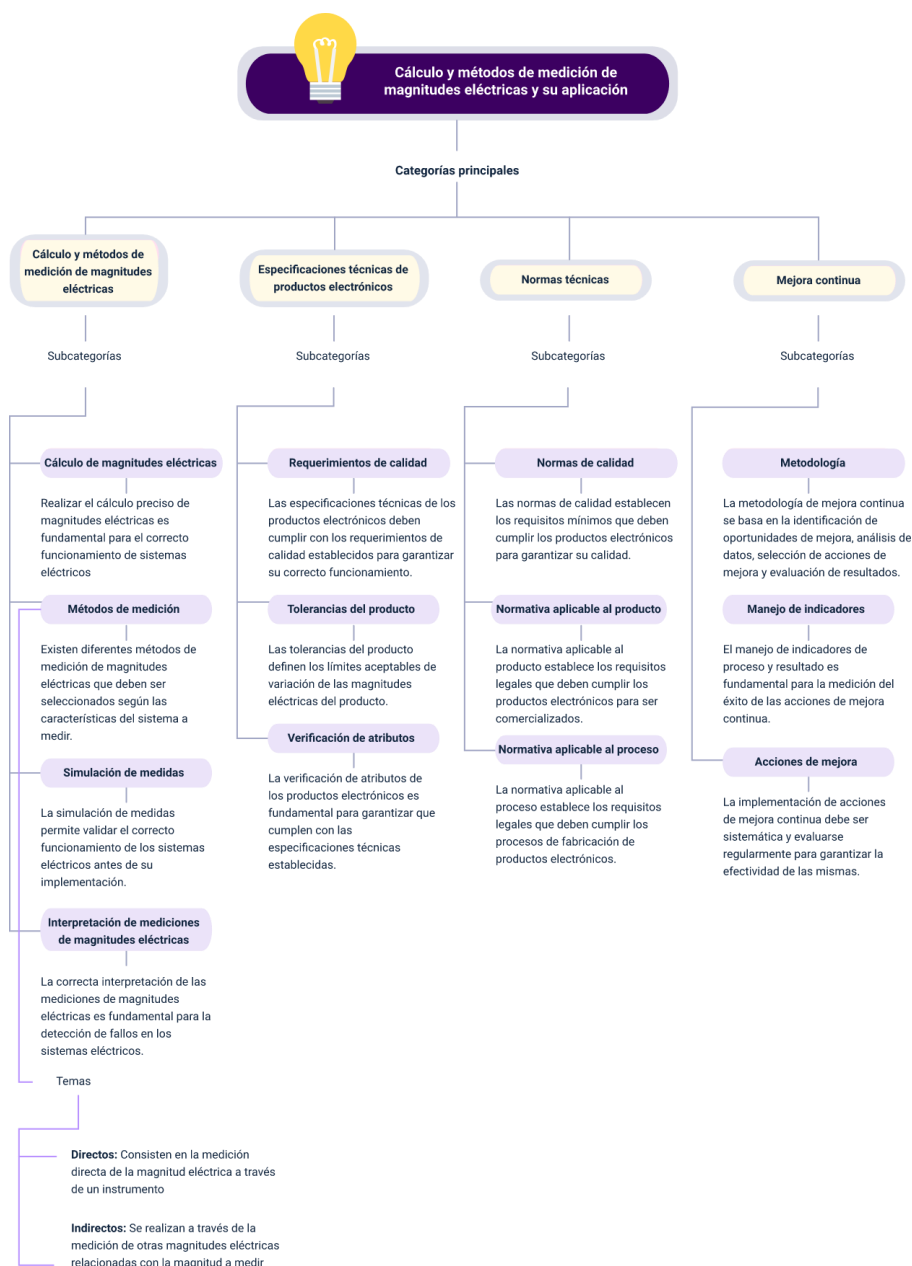 Cálculo y métodos de medición de
magnitudes eléctricas y su aplicación
Categorías principales
Cálculo y métodos de
medición de magnitudes
eléctricas
Subcategorías
Cálculo de magnitudes eléctricas
Realizar el cálculo preciso de
magnitudes eléctricas es
fundamental para el correcto
funcionamiento de sistemas
eléctricos
Métodos de medición
Existen diferentes métodos de
medición de magnitudes
eléctricas que deben ser
seleccionados según las
características del sistema a
medir.
Simulación de medidas
La simulación de medidas
permite validar el correcto
funcionamiento de los sistemas
eléctricos antes de su
implementación.
Interpretación de mediciones
de magnitudes eléctricas
La correcta interpretación de las
mediciones de magnitudes
eléctricas es fundamental para la
detección de fallos en los
sistemas eléctricos.
Temas
Directos: Consisten en la medición
directa de la magnitud eléctrica a través
de un instrumento
Indirectos: Se realizan a través de la
medición de otras magnitudes eléctricas
relacionadas con la magnitud a medir
Especificaciones técnicas de
productos electrónicos
Subcategorías
Requerimientos de calidad
Las especificaciones técnicas de los
productos electrónicos deben
cumplir con los requerimientos de
calidad establecidos para garantizar
su correcto funcionamiento.
Tolerancias del producto
Las tolerancias del producto
definen los límites aceptables de
variación de las magnitudes
eléctricas del producto.
Verificación de atributos
La verificación de atributos de
los productos electrónicos es
fundamental para garantizar que
cumplen con las
especificaciones técnicas
establecidas.
Normas técnicas
Subcategorías
Normas de calidad
Las normas de calidad establecen
los requisitos mínimos que deben
cumplir los productos electrónicos
para garantizar su calidad.
Normativa aplicable al producto
La normativa aplicable al
producto establece los requisitos
legales que deben cumplir los
productos electrónicos para ser
comercializados.
Normativa aplicable al proceso
La normativa aplicable al
proceso establece los requisitos
legales que deben cumplir los
procesos de fabricación de
productos electrónicos.
Mejora continua
Subcategorías
Metodología
La metodología de mejora continua
se basa en la identificación de
oportunidades de mejora, análisis de
datos, selección de acciones de
mejora y evaluación de resultados.
Manejo de indicadores
El manejo de indicadores de
proceso y resultado es
fundamental para la medición del
éxito de las acciones de mejora
continua.
Acciones de mejora
La implementación de acciones
de mejora continua debe ser
sistemática y evaluarse
regularmente para garantizar la
efectividad de las mismas.